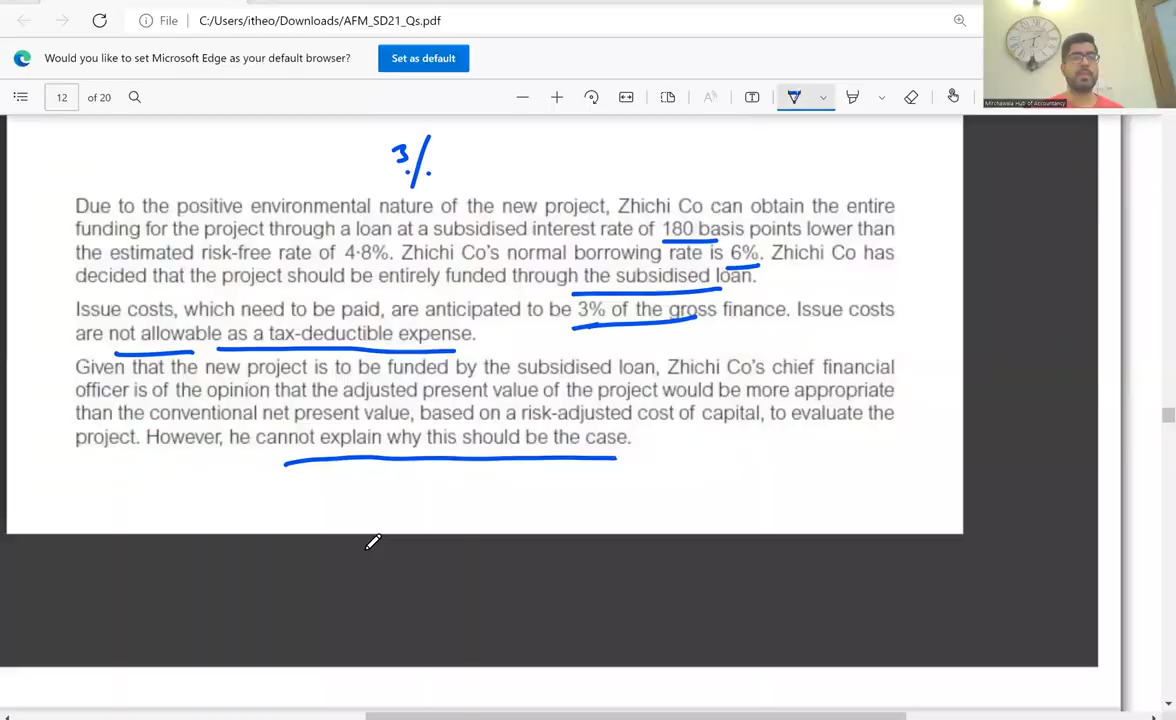 File C:/Users/itheo/Downloads/AFM_SD21_Qs.pdf
Would you like to set Microsoft Edge as your default browser? Set as default
12 of 20
Mirchawala Hub of Accountancy
3%
Due to the positive environmental nature of the new project, Zhichi Co can obtain the entire
funding for the project through a loan at a subsidised interest rate of 180 basis points lower than
the estimated risk-free rate of 4·8%. Zhichi Co's normal borrowing rate is 6%. Zhichi Co has
decided that the project should be entirely funded through the subsidised loan.
Issue costs, which need to be paid, are anticipated to be 3% of the gross finance. Issue costs
are not allowable as a tax-deductible expense.
Given that the new project is to be funded by the subsidised loan, Zhichi Co's chief financial
officer is of the opinion that the adjusted present value of the project would be more appropriate
than the conventional net present value, based on a risk-adjusted cost of capital, to evaluate the
project. However, he cannot explain why this should be the case.